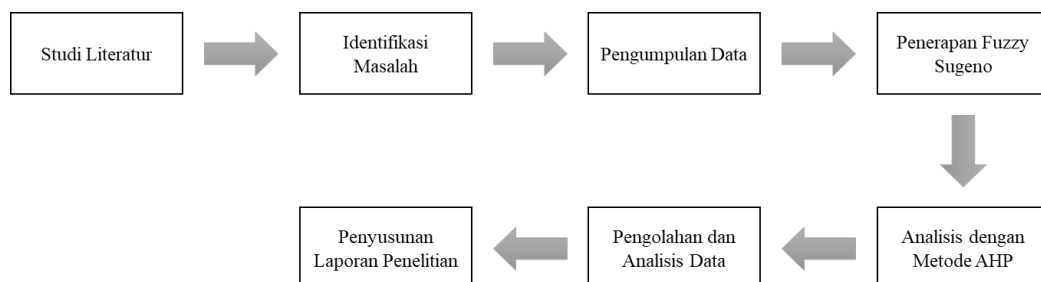 Studi Literatur
Identifikasi
Masalah
Pengumpulan Data
Penerapan Fuzzy
Sugeno
Analisis dengan
Metode AHP
Pengolahan dan
Analisis Data
Penyusunan
Laporan Penelitian